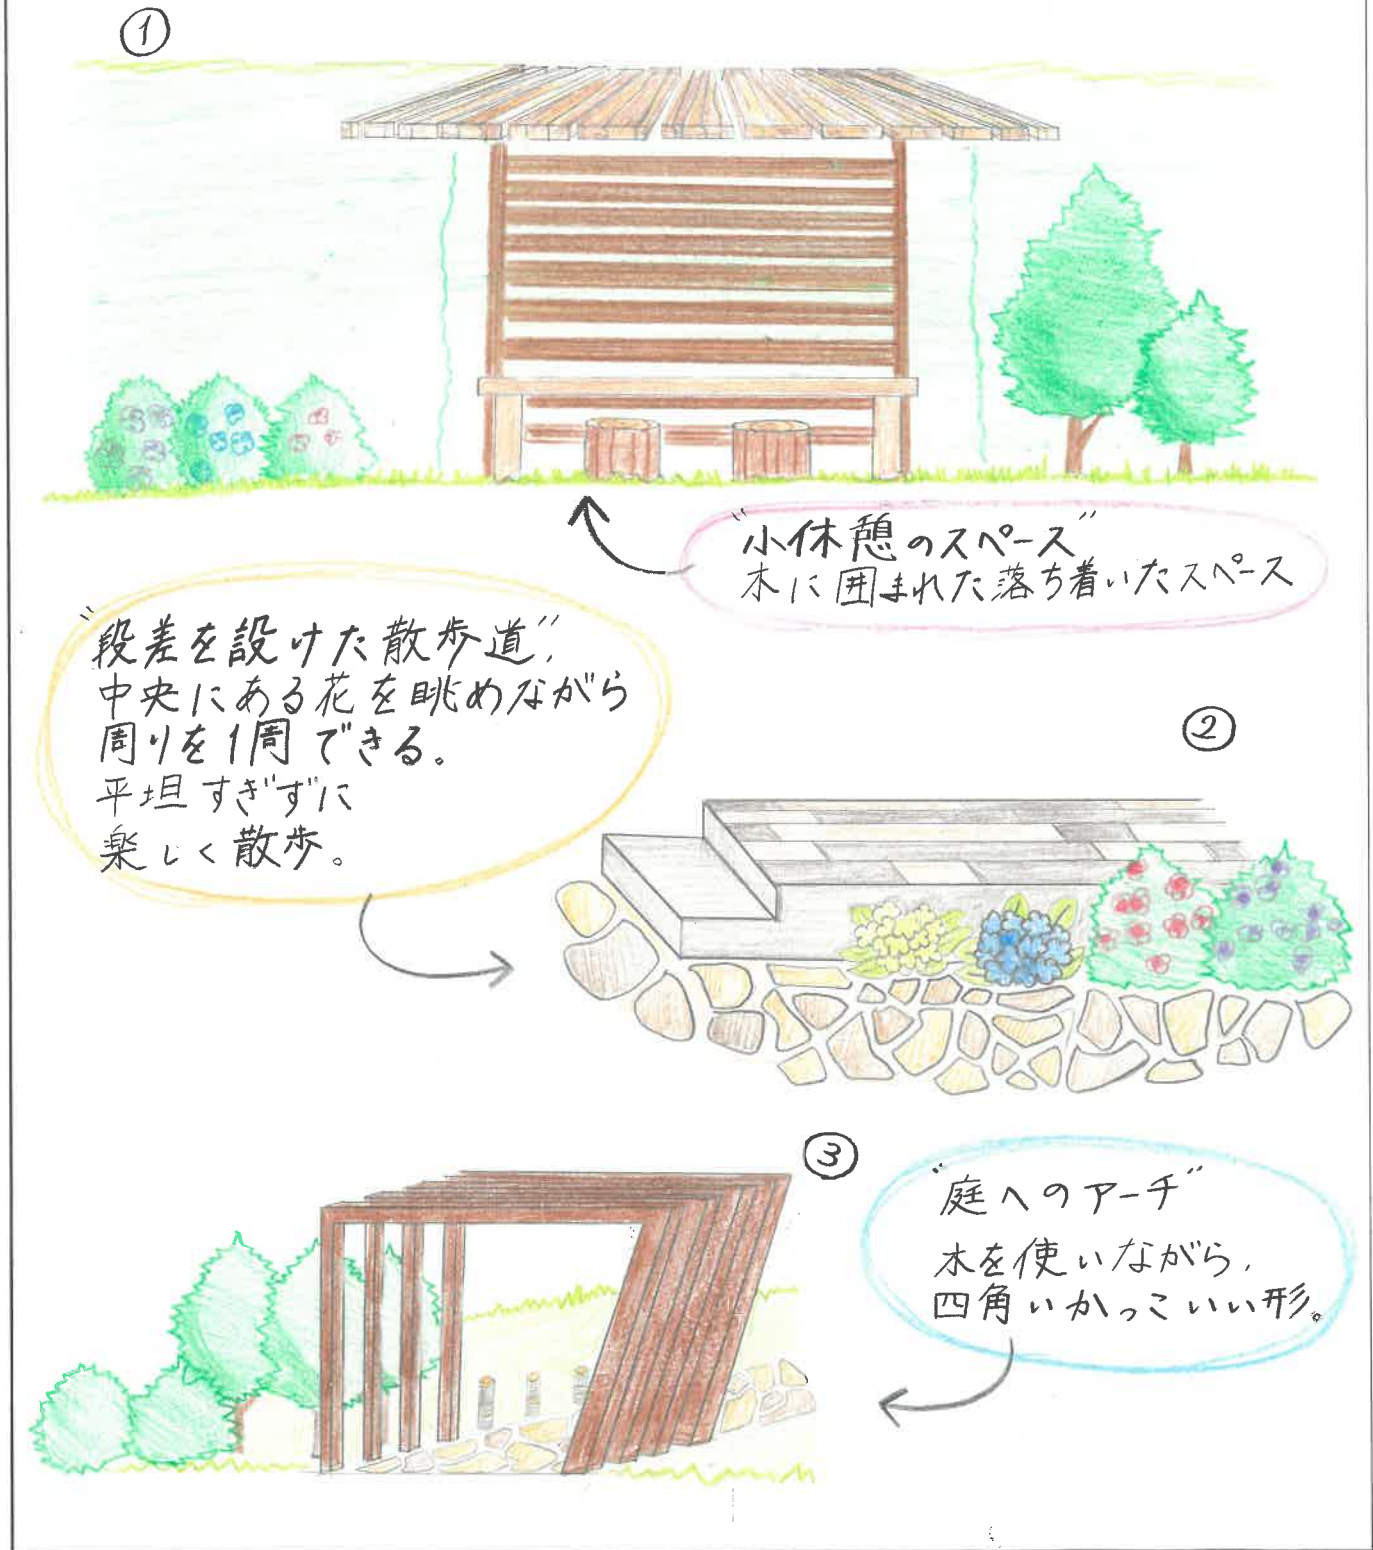 ①
"小休憩のスペース"
木に囲まれた落ち着いたスペース
"段差を設けた散歩道"
中央にある花を眺めながら
周りを1周できる。
平坦すぎずに
楽しく散歩。
②
③
"庭へのアーチ"
木を使いながら、
四角いかっこいい形。